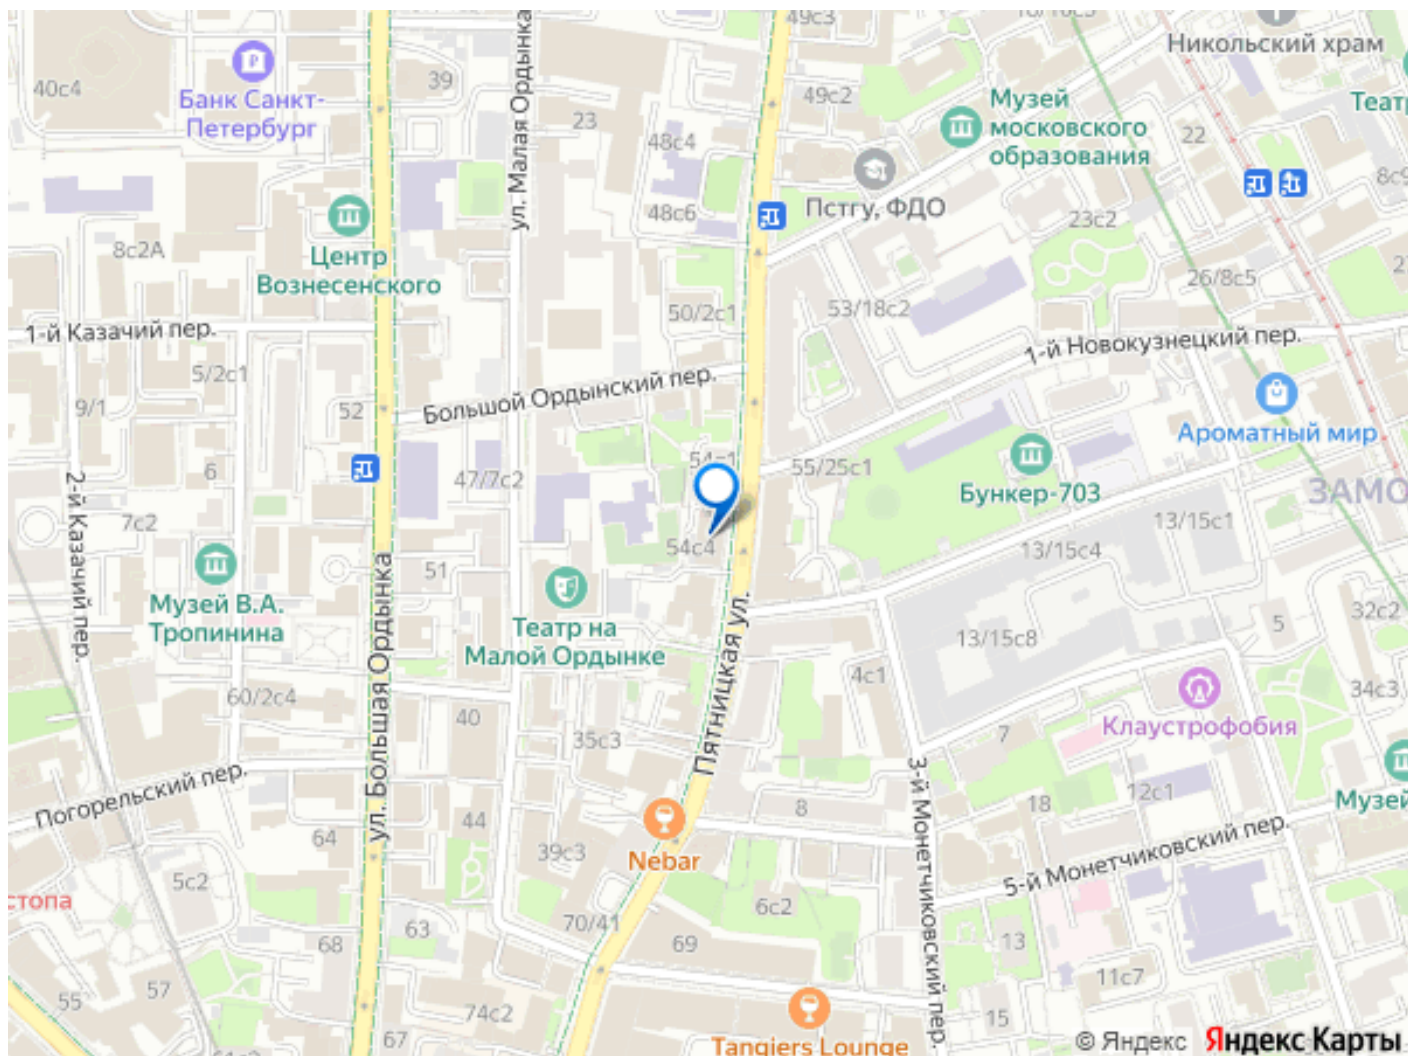 49с3
Никольский храм
40с4
39
Банк Санкт-
Петербург
ул. Малая Ордынка
49с2
Музей
московского
образования
Театр
23
48с4
22
8с9
48с6
Пстгу, ФДО
23с2
8с2А
Центр
Вознесенского
26/8с5
50/2с1
53/18с2
1-й Казачий пер.
1-й Новокузнецкий пер.
5/2с1
Большой Ордынский пер.
9/1
52
Ароматный мир
6
47/7с2
55/25с1
Бункер-703
ЗАМО
2-й Казачий пер.
7с2
13/15с1
54с4
13/15с4
51
Музей В.А.
Тропинина
Театр на
Малой Ордынке
ул. Большая Ордынка
Пятницкая ул.
13/15с8
5
32с2
4с1
34с3
60/2с4
40
35с3
Клаустрофобия
7
Погорельский пер.
3-й Монетчиковский пер.
12с1
18
8
Музей
64
44
39с3
Nebar
5-й Монетчиковский пер.
5с2
стопа
6с2
70/41
63
68
69
13
11с7
57
55
74с2
67
15
Tangiers Lounge
© Яндекс Яндекс Карты